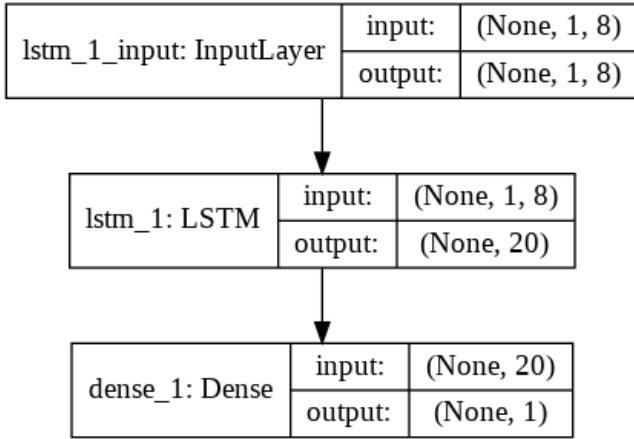 lstm_1_input: InputLayer
input:
(None, 1, 8)
output:
(None, 1, 8)
lstm_1: LSTM
input:
(None, 1, 8)
output:
(None, 20)
dense_1: Dense
input:
(None, 20)
output:
(None, 1)